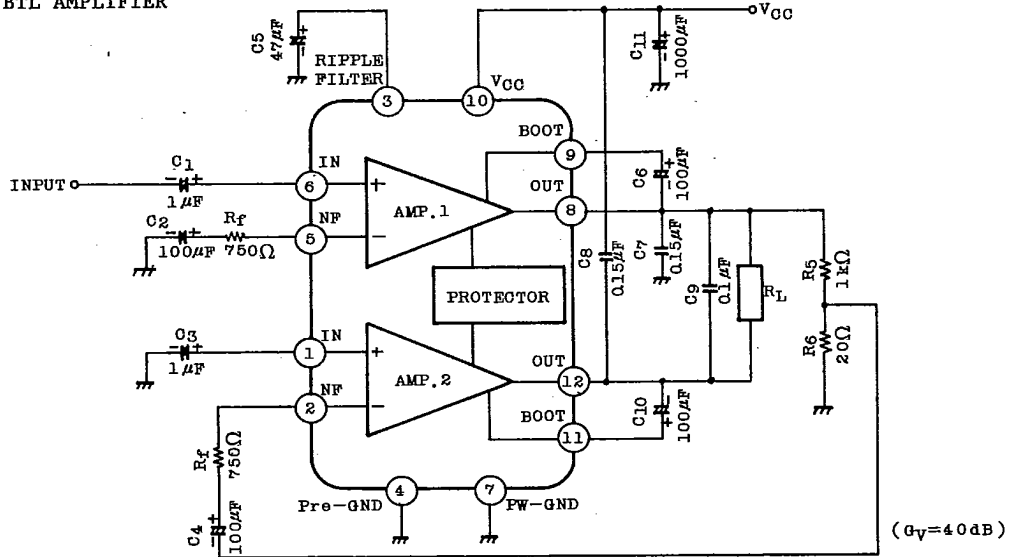 BTL AMPLIFIER
VCC
C5
47μF
RIPPLE
FILTER
C11
1000μF
VCC
3
10
BOOT
9
C1
INPUT
1μF
IN
6
+
AMP.1
OUT
8
C6
100μF
C2
Rf
NF
5
−
100μF
750Ω
C8
0.15μF
C7
0.15μF
C9
0.1μF
RL
R5
1kΩ
PROTECTOR
C3
1μF
IN
1
+
AMP.2
OUT
12
R6
20Ω
NF
2
−
BOOT
11
C10
100μF
Rf
750Ω
Pre-GND
4
7
PW-GND
C4
100μF
(GV=40dB)